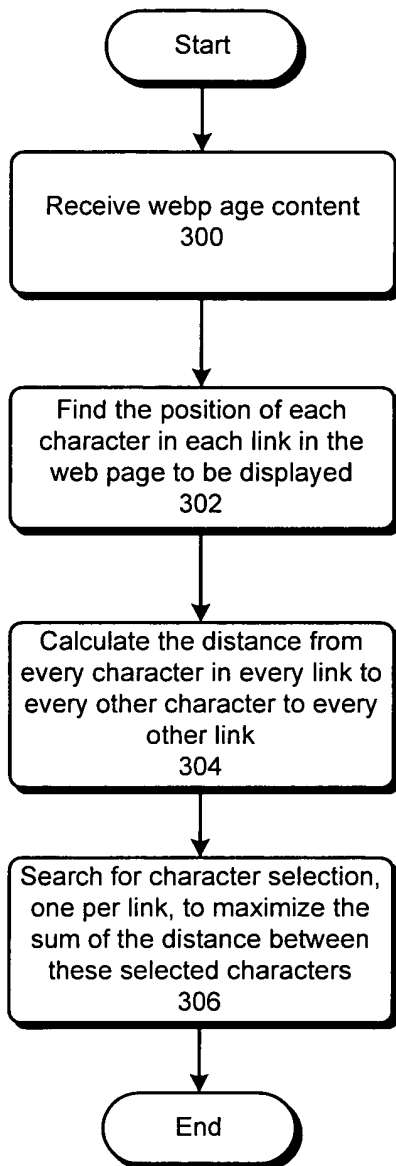 Start
Receive webp age content
300
Find the position of each
character in each link in the
web page to be displayed
302
Calculate the distance from
every character in every link to
every other character to every
other link
304
Search for character selection,
one per link, to maximize the
sum of the distance between
these selected characters
306
End